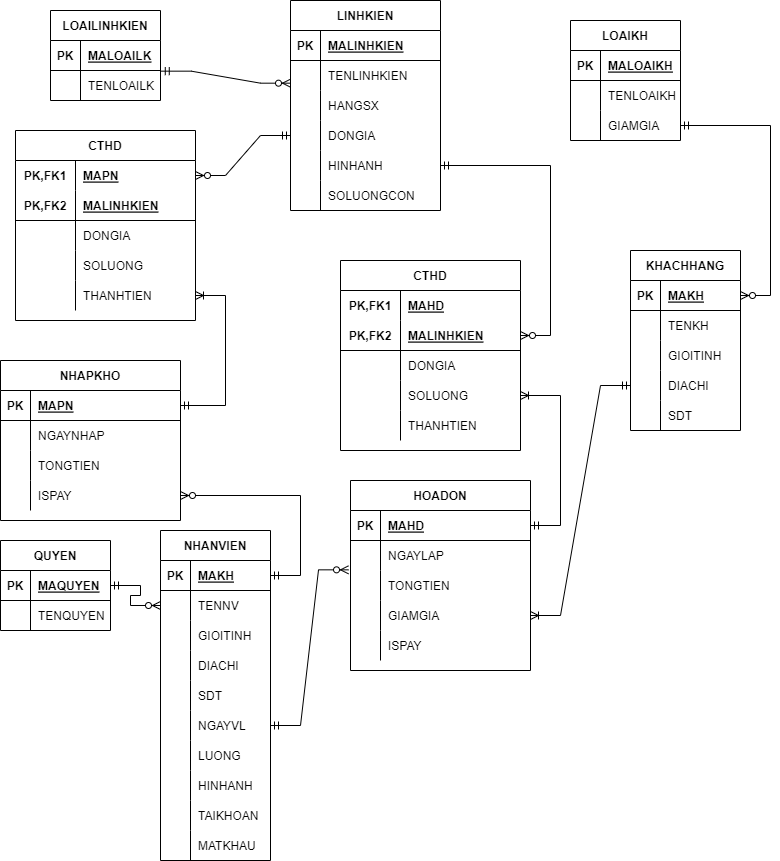 LOAILINHKIEN
PK MALOAILK
TENLOAILK
LINHKIEN
PK MALINHKIEN
TENLINHKIEN
HANGSX
DONGIA
HINHANH
SOLUONGCON
LOAIKH
PK MALOAIKH
TENLOAIKH
GIAMGIA
CTHD
PK,FK1 MAPN
PK,FK2 MALINHKIEN
DONGIA
SOLUONG
THANHTIEN
CTHD
PK,FK1 MAHD
PK,FK2 MALINHKIEN
DONGIA
SOLUONG
THANHTIEN
KHACHHANG
PK MAKH
TENKH
GIOITINH
DIACHI
SDT
NHAPKHO
PK MAPN
NGAYNHAP
TONGTIEN
ISPAY
HOADON
PK MAHD
NGAYLAP
TONGTIEN
GIAMGIA
ISPAY
QUYEN
PK MAQUYEN
TENQUYEN
NHANVIEN
PK MAKH
TENNV
GIOITINH
DIACHI
SDT
NGAYVL
LUONG
HINHANH
TAIKHOAN
MATKHAU